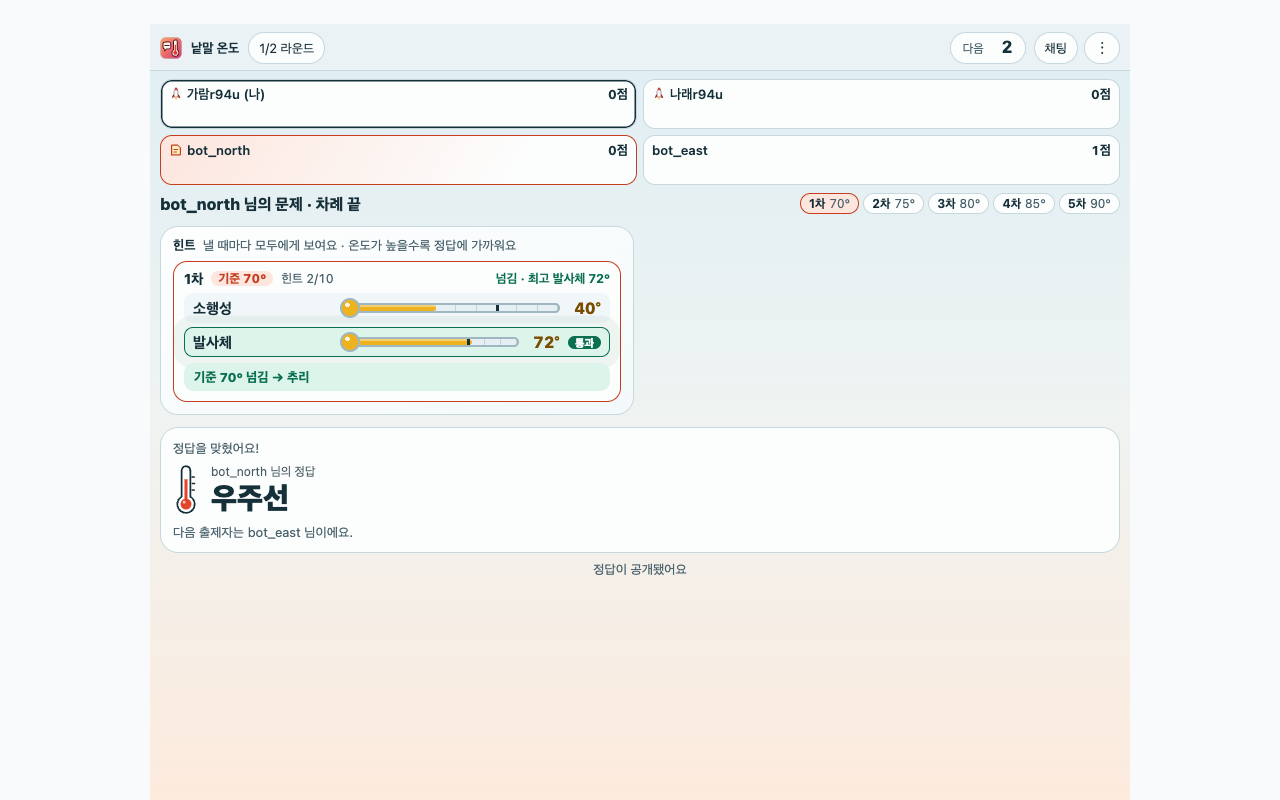 낱말 온도
1/2 라운드
다음 2
채팅
가람r94u (나) 0점
나래r94u 0점
bot_north 0점
bot_east 1점
bot_north 님의 문제 · 차례 끝
1차 70° 2차 75° 3차 80° 4차 85° 5차 90°
힌트 낼 때마다 모두에게 보여요 · 온도가 높을수록 정답에 가까워요
1차 기준 70° 힌트 2/10 넘김 · 최고 발사체 72°
소행성 40°
발사체 72° 통과
기준 70° 넘김 → 추리
정답을 맞혔어요!
bot_north 님의 정답
우주선
다음 출제자는 bot_east 님이에요.
정답이 공개됐어요